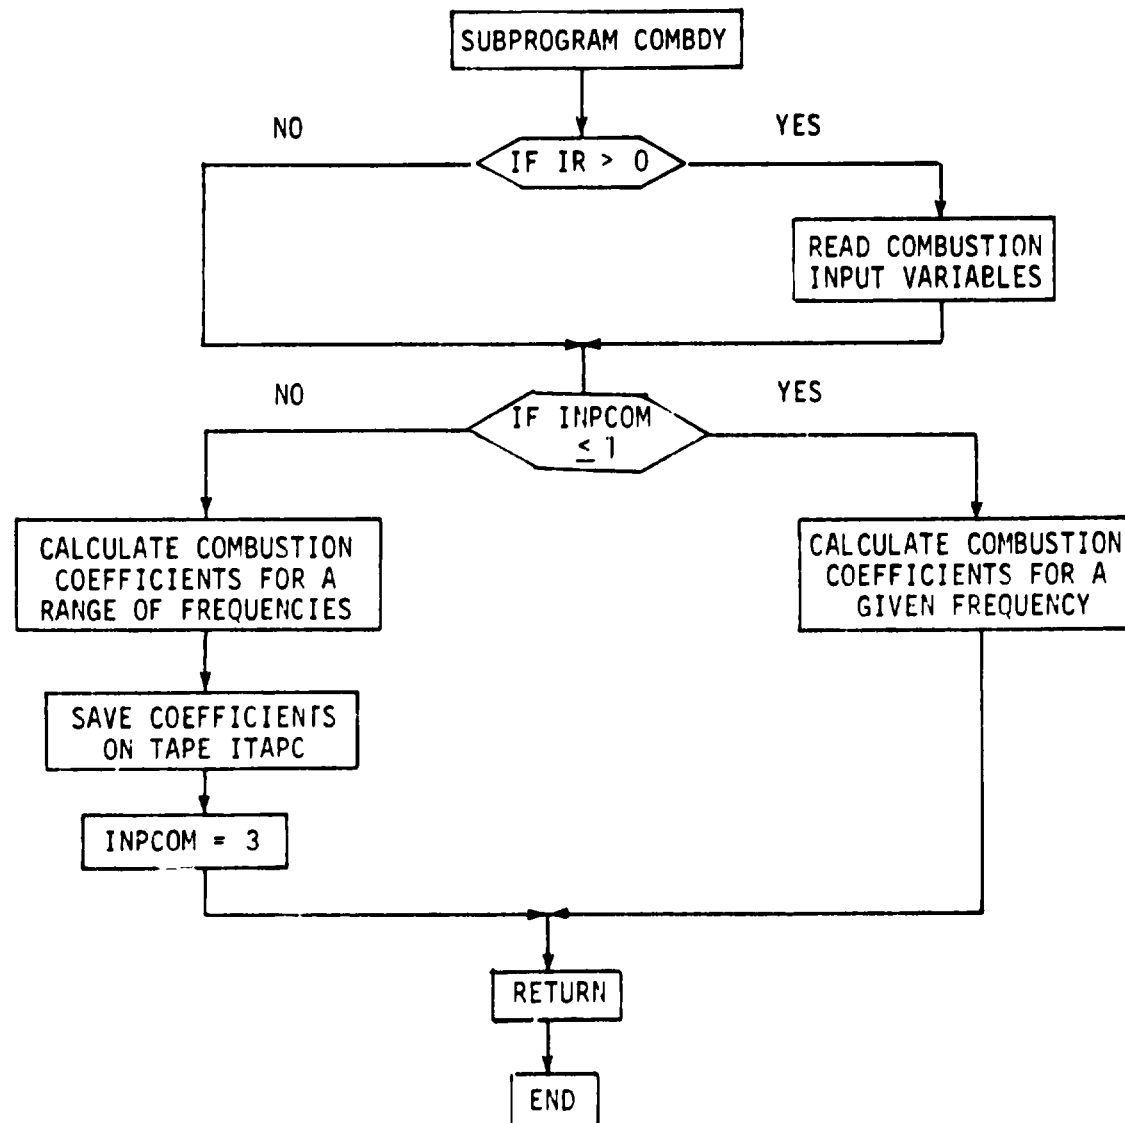 SUBPROGRAM COMBDY
NO
YES
IF IR > 0
READ COMBUSTION
INPUT VARIABLES
NO
YES
IF INPCOM
≤ 1
CALCULATE COMBUSTION
COEFFICIENTS FOR A
RANGE OF FREQUENCIES
CALCULATE COMBUSTION
COEFFICIENTS FOR A
GIVEN FREQUENCY
SAVE COEFFICIENTS
ON TAPE ITAPC
INPCOM = 3
RETURN
END